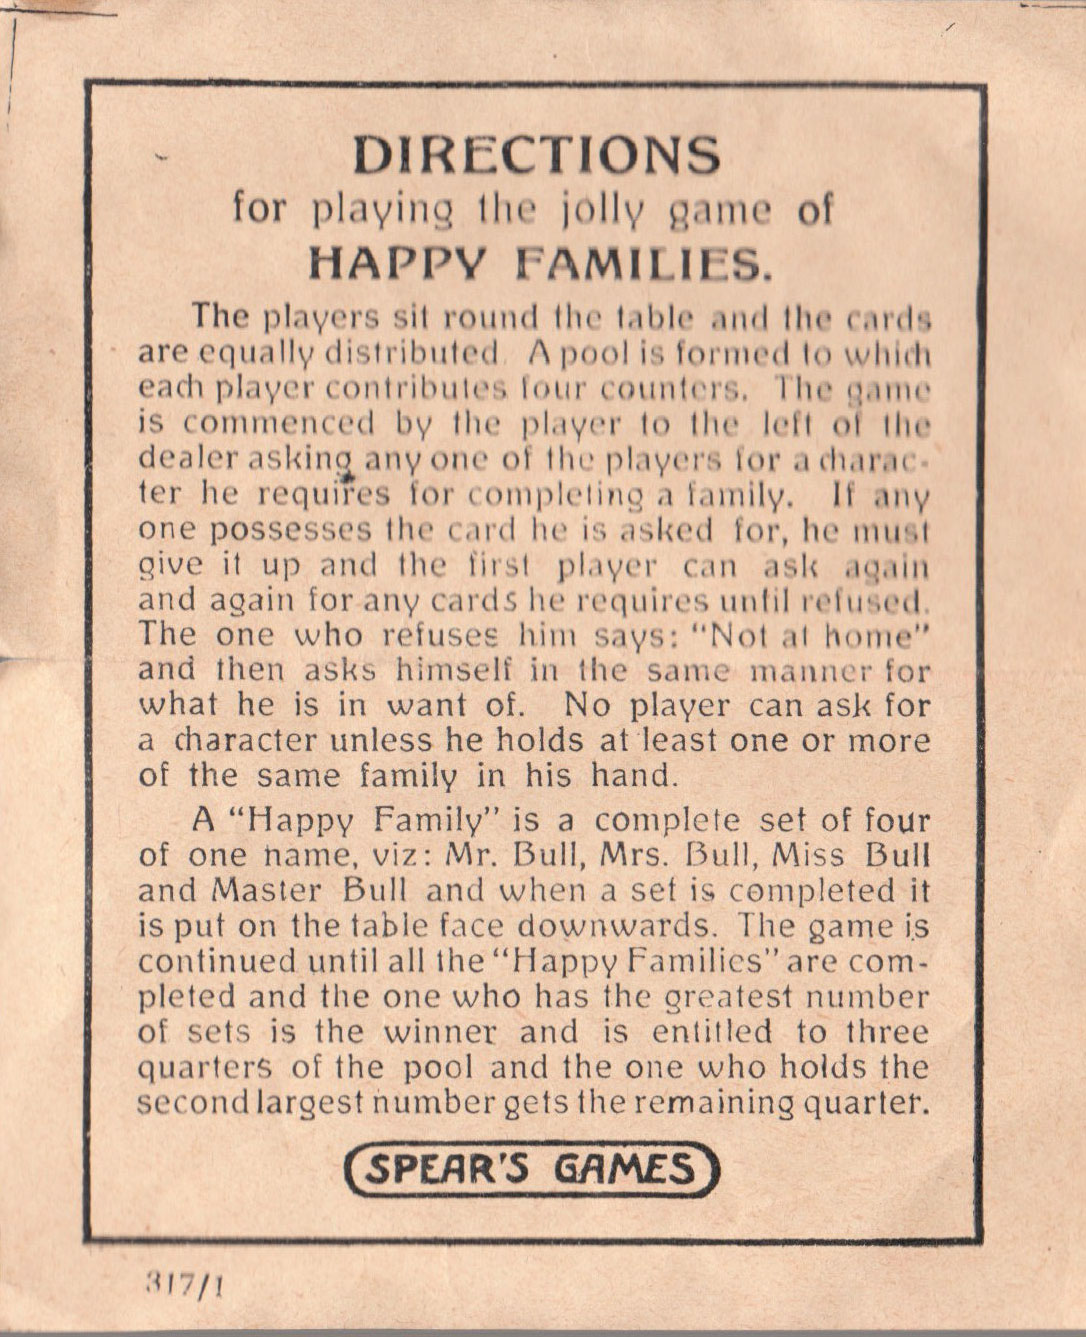 DIRECTIONS
for playing the jolly game of
HAPPY FAMILIES.
The players sit round the table and the cards
are equally distributed. A pool is formed to which
each player contributes four counters. The game
is commenced by the player to the left of the
dealer asking any one of the players for a charac-
ter he requires for completing a family. If any
one possesses the card he is asked for, he must
give it up and the first player can ask again
and again for any cards he requires until refused.
The one who refuses him says: "Not at home"
and then asks himself in the same manner for
what he is in want of. No player can ask for
a character unless he holds at least one or more
of the same family in his hand.
A "Happy Family" is a complete set of four
of one name, viz: Mr. Bull, Mrs. Bull, Miss Bull
and Master Bull and when a set is completed it
is put on the table face downwards. The game is
continued until all the "Happy Families" are com-
pleted and the one who has the greatest number
of sets is the winner and is entitled to three
quarters of the pool and the one who holds the
second largest number gets the remaining quarter.
SPEAR'S GAMES
317/1